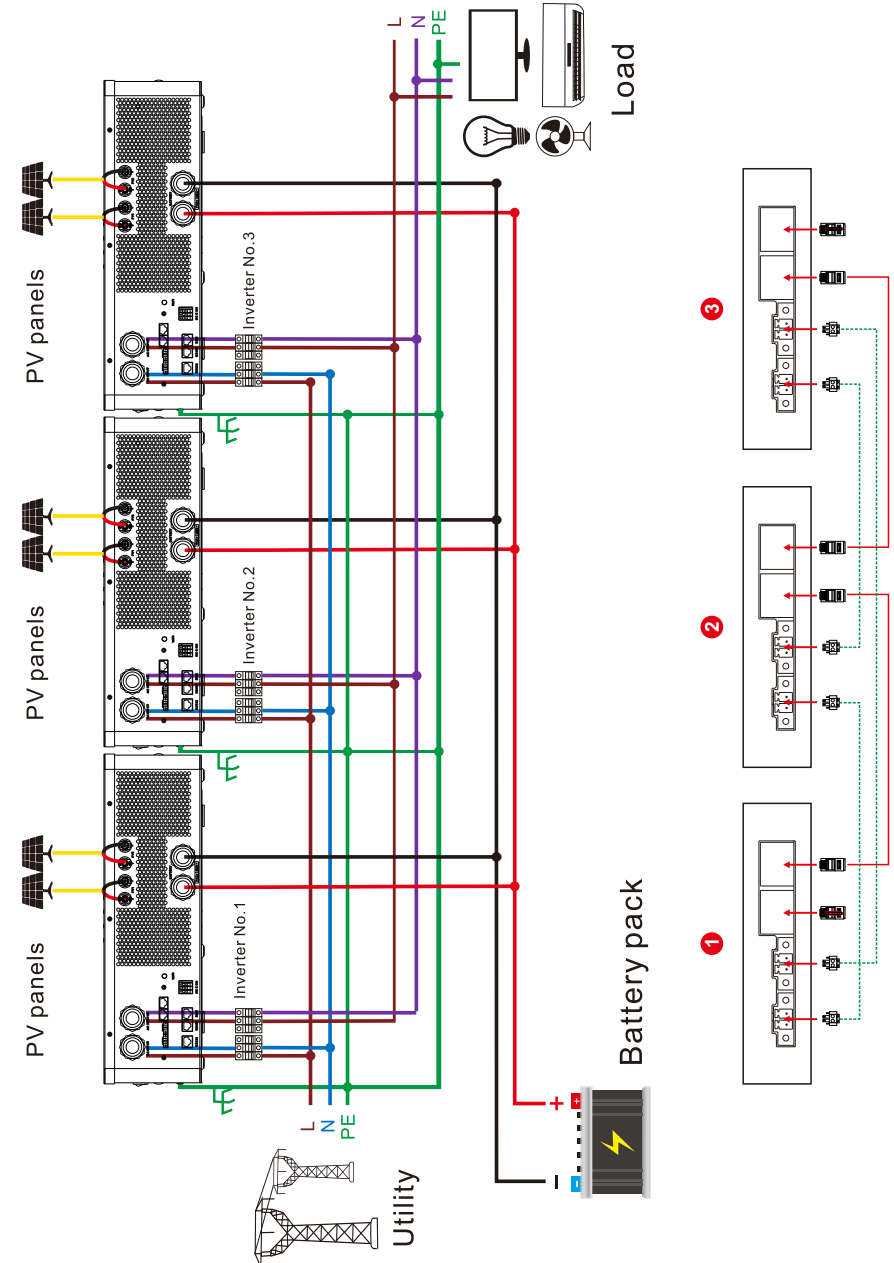 PV panels
PV panels
PV panels
Inverter No.1
Inverter No.2
Inverter No.3
L
N
PE
L
N
PE
Utility
Load
+
−
+
−
Battery pack
1
2
3